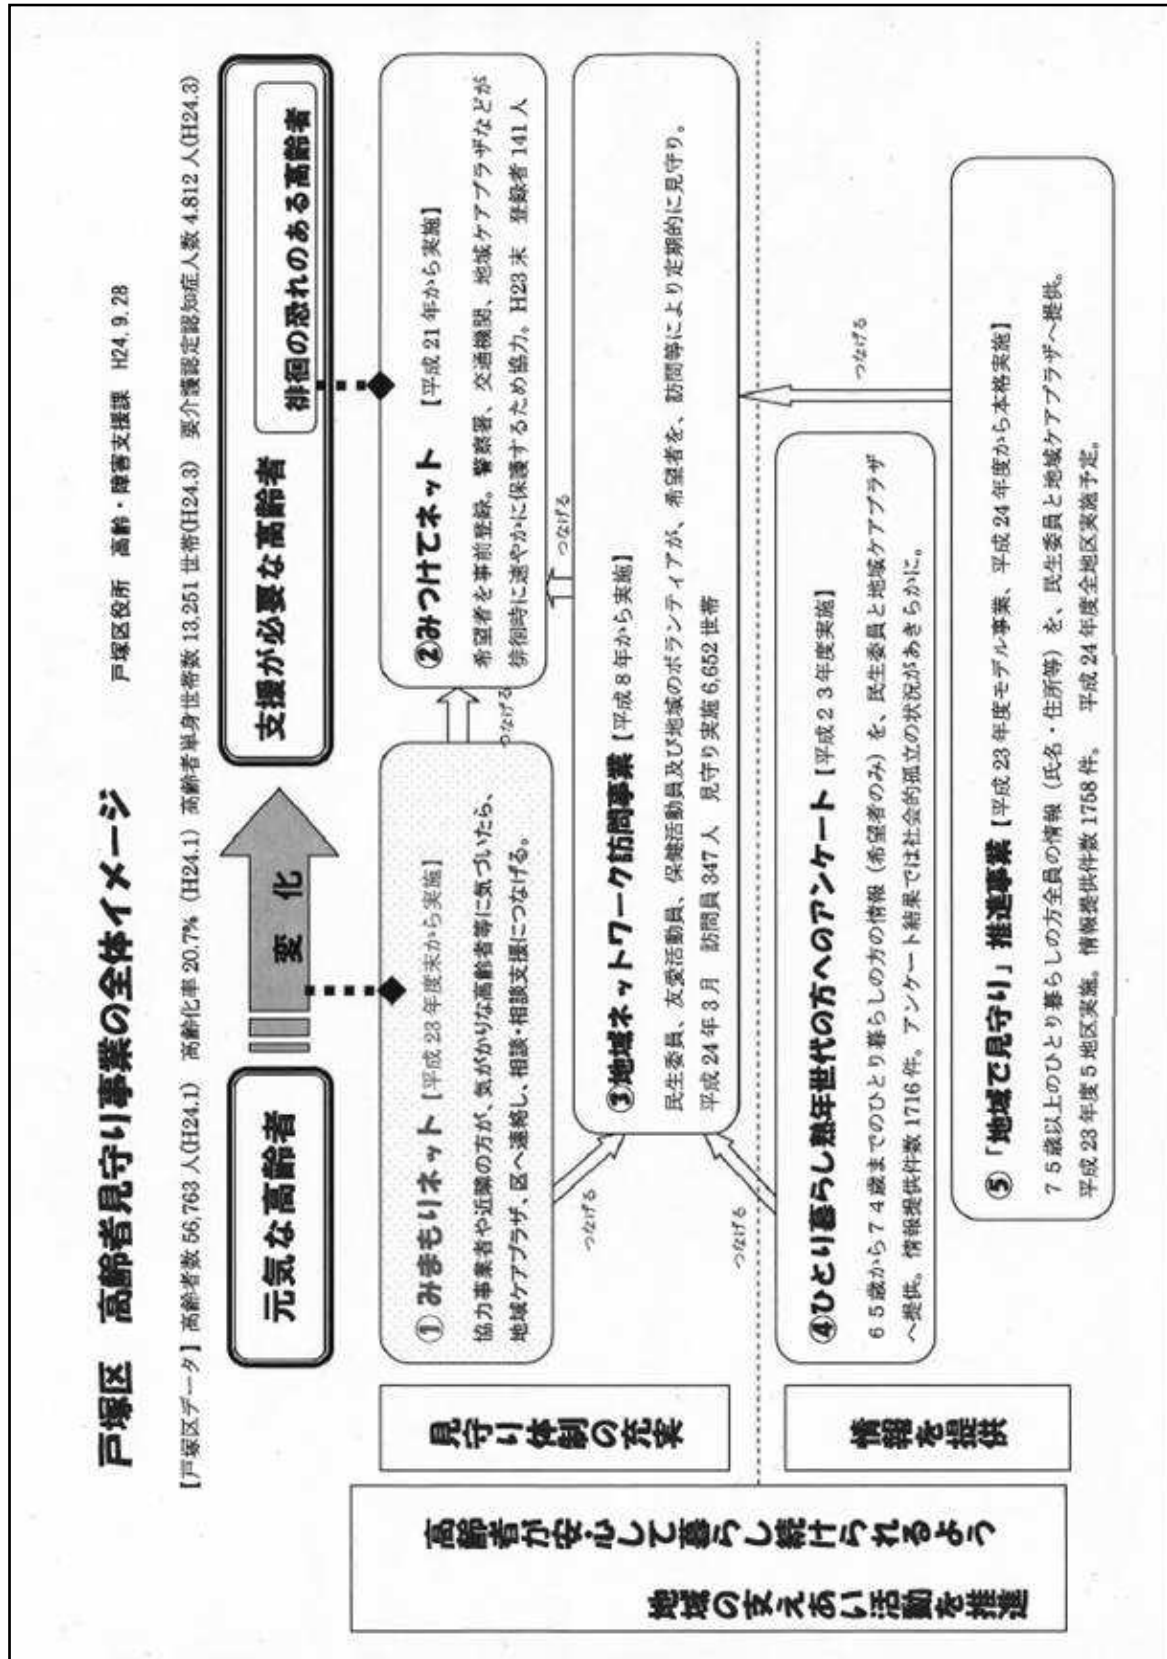 戸塚区 高齢者見守り事業の全体イメージ
戸塚区役所 高齢・障害支援課 H24.9.28
【戸塚区データ】高齢者数 56,763 人(H24.1) 高齢化率 20.7%（H24.1） 高齢者単身世帯数 13,251 世帯(H24.3) 要介護認定認知症人数 4.812 人(H24.3)
元気な高齢者
変 化
支援が必要な高齢者
徘徊の恐れのある高齢者
高齢者が安心して暮らし続けられるよう
地域の支えあい活動を推進
見守り体制の充実
①みまもりネット［平成 23 年度末から実施］
協力事業者や近隣の方が、気がかりな高齢者等に気づいたら、
地域ケアプラザ、区へ連絡し、相談・相談支援につなげる。
つなげる
②みつけてネット 【平成 21 年から実施】
希望者を事前登録。警察署、交通機関、地域ケアプラザなどが
徘徊時に速やかに保護するため協力。H23 末 登録者 141 人
つなげる
つなげる
③地域ネットワーク訪問事業【平成 8 年から実施】
民生委員、友愛活動員、保健活動員及び地域のボランティアが、希望者を、訪問等により定期的に見守り。
平成 24 年 3 月 訪問員 347 人 見守り実施 6,652 世帯
つなげる
つなげる
情報を提供
④ひとり暮らし熟年世代の方へのアンケート【平成２３年度実施】
６５歳から７４歳までのひとり暮らしの方の情報（希望者のみ）を、民生委員と地域ケアプラザ
へ提供。情報提供件数 1716 件。アンケート結果では社会的孤立の状況があきらかに。
⑤「地域で見守り」推進事業【平成 23 年度モデル事業、平成 24 年度から本格実施】
７５歳以上のひとり暮らしの方全員の情報（氏名・住所等）を、民生委員と地域ケアプラザへ提供。
平成 23 年度 5 地区実施。情報提供件数 1758 件。 平成 24 年度全地区実施予定。